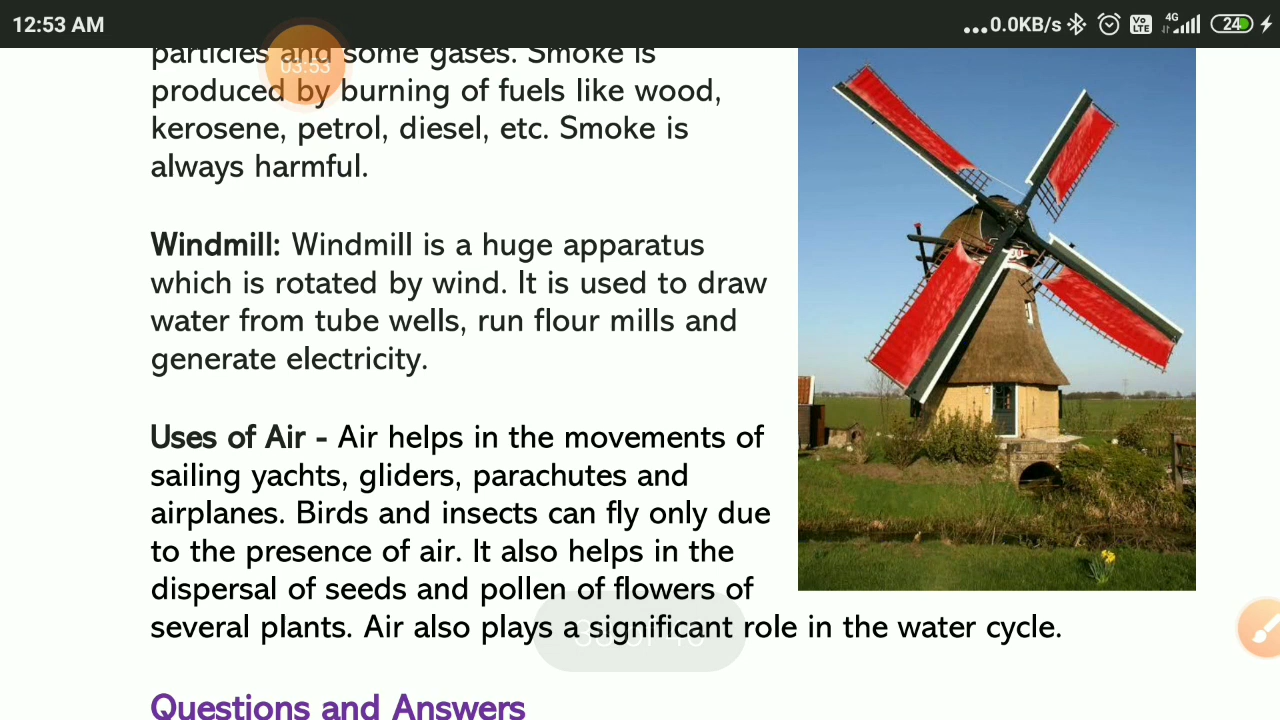 12:53 AM
...0.0KB/s
Vo LTE
4G
24
particles and some gases. Smoke is
03:53
produced by burning of fuels like wood,
kerosene, petrol, diesel, etc. Smoke is
always harmful.
Windmill: Windmill is a huge apparatus
which is rotated by wind. It is used to draw
water from tube wells, run flour mills and
generate electricity.
Uses of Air - Air helps in the movements of
sailing yachts, gliders, parachutes and
airplanes. Birds and insects can fly only due
to the presence of air. It also helps in the
dispersal of seeds and pollen of flowers of
several plants. Air also plays a significant role in the water cycle.
Questions and Answers